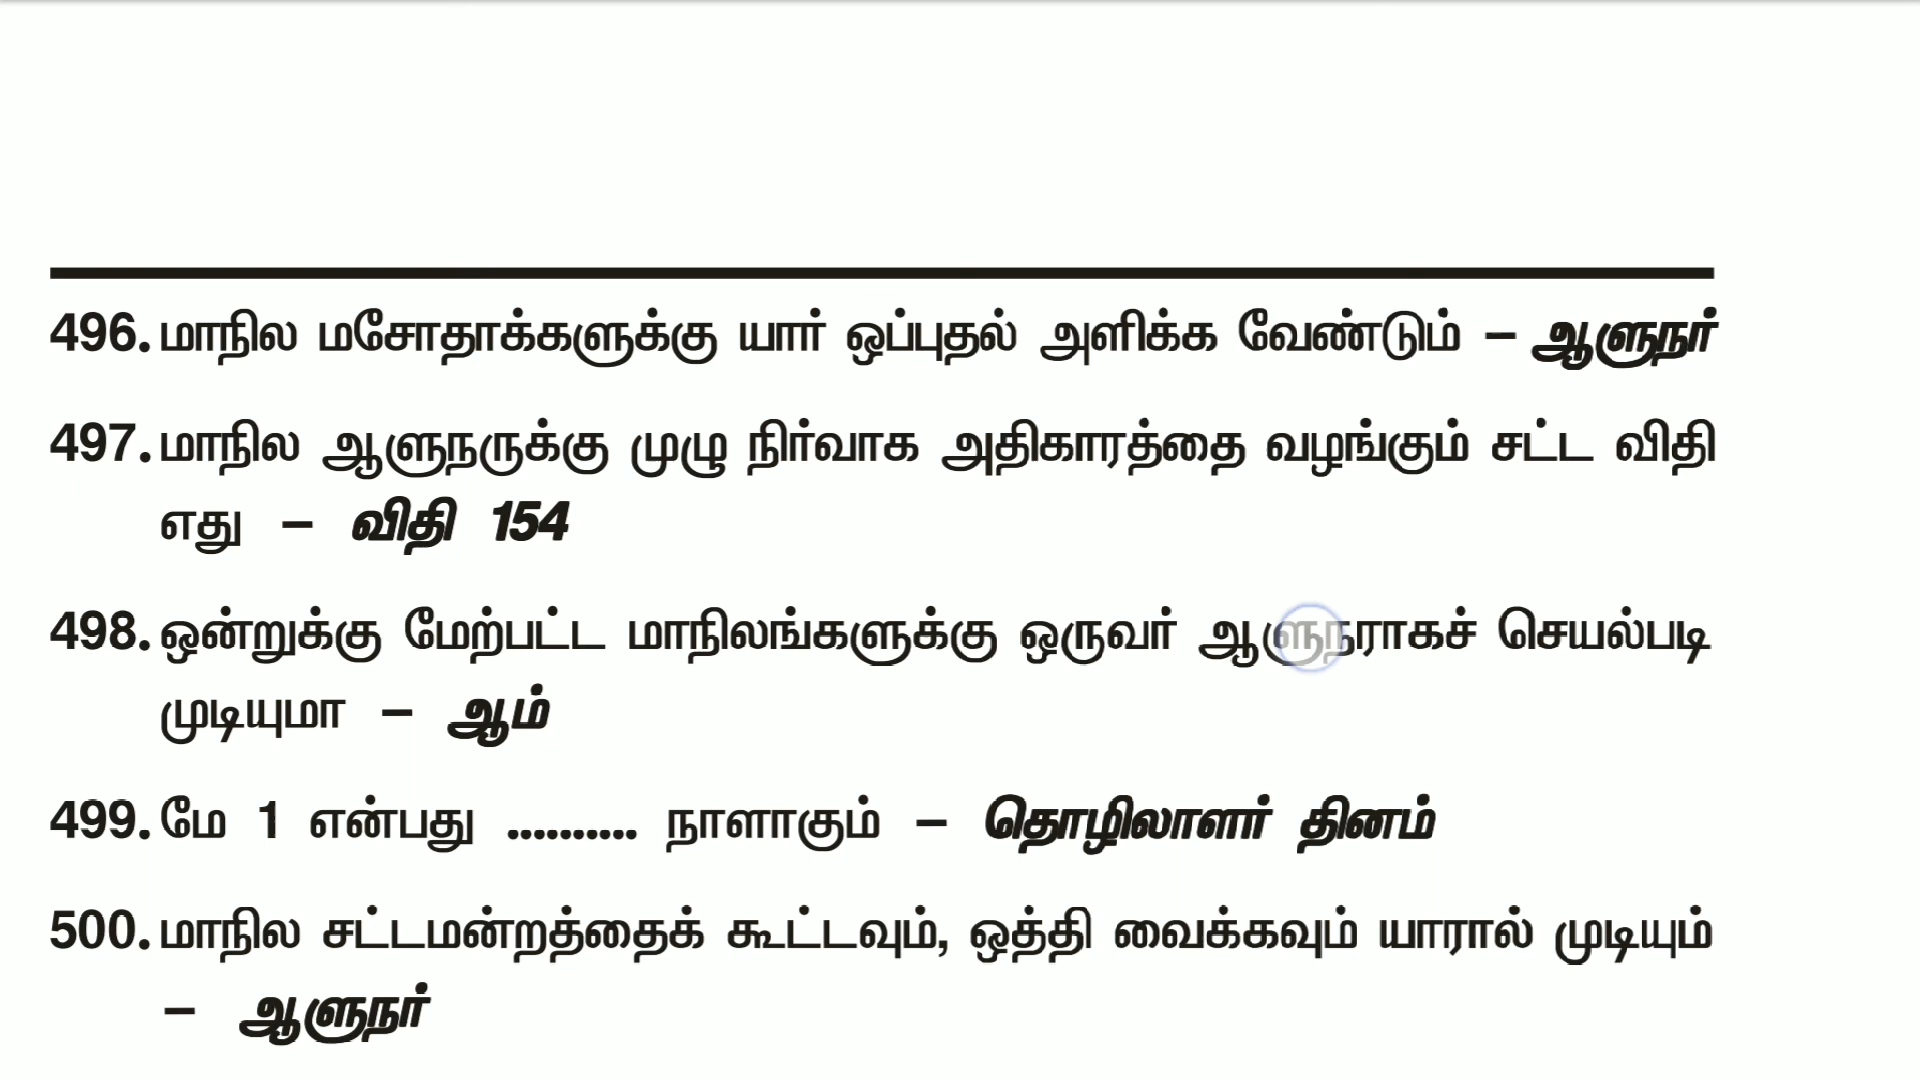 496. மாநில மசோதாக்களுக்கு யார் ஒப்புதல் அளிக்க வேண்டும் – ஆளுநர்
497. மாநில ஆளுநருக்கு முழு நிர்வாக அதிகாரத்தை வழங்கும் சட்ட விதி
எது – விதி 154
498. ஒன்றுக்கு மேற்பட்ட மாநிலங்களுக்கு ஒருவர் ஆளுநராகச் செயல்படி
முடியுமா – ஆம்
499. மே 1 என்பது .......... நாளாகும் – தொழிலாளர் தினம்
500. மாநில சட்டமன்றத்தைக் கூட்டவும், ஒத்தி வைக்கவும் யாரால் முடியும்
– ஆளுநர்